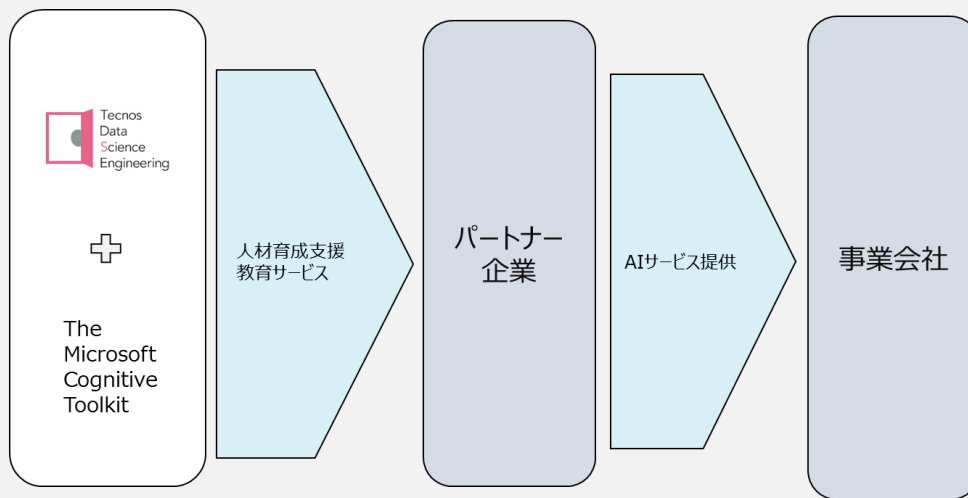 Tecnos
Data
Science
Engineering
The
Microsoft
Cognitive
Toolkit
人材育成支援
教育サービス
パートナー
企業
AIサービス提供
事業会社